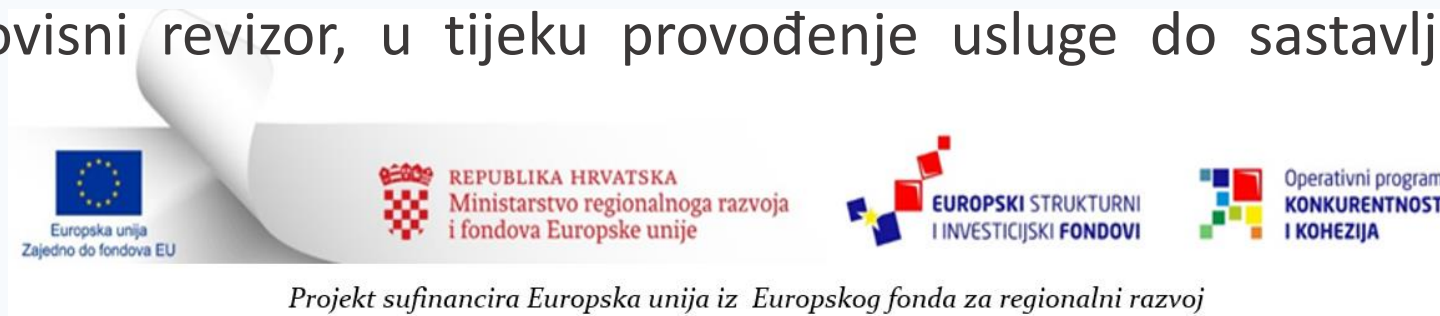 ovisni revizor, u tijeku provođenje usluge do sastavlj
Europska unija
Zajedno do fondova EU
REPUBLIKA HRVATSKA
Ministarstvo regionalnoga razvoja
i fondova Europske unije
EUROPSKI STRUKTURNI
I INVESTICIJSKI FONDOVI
Operativni program
KONKURENTNOST
I KOHEZIJA
Projekt sufinancira Europska unija iz Europskog fonda za regionalni razvoj